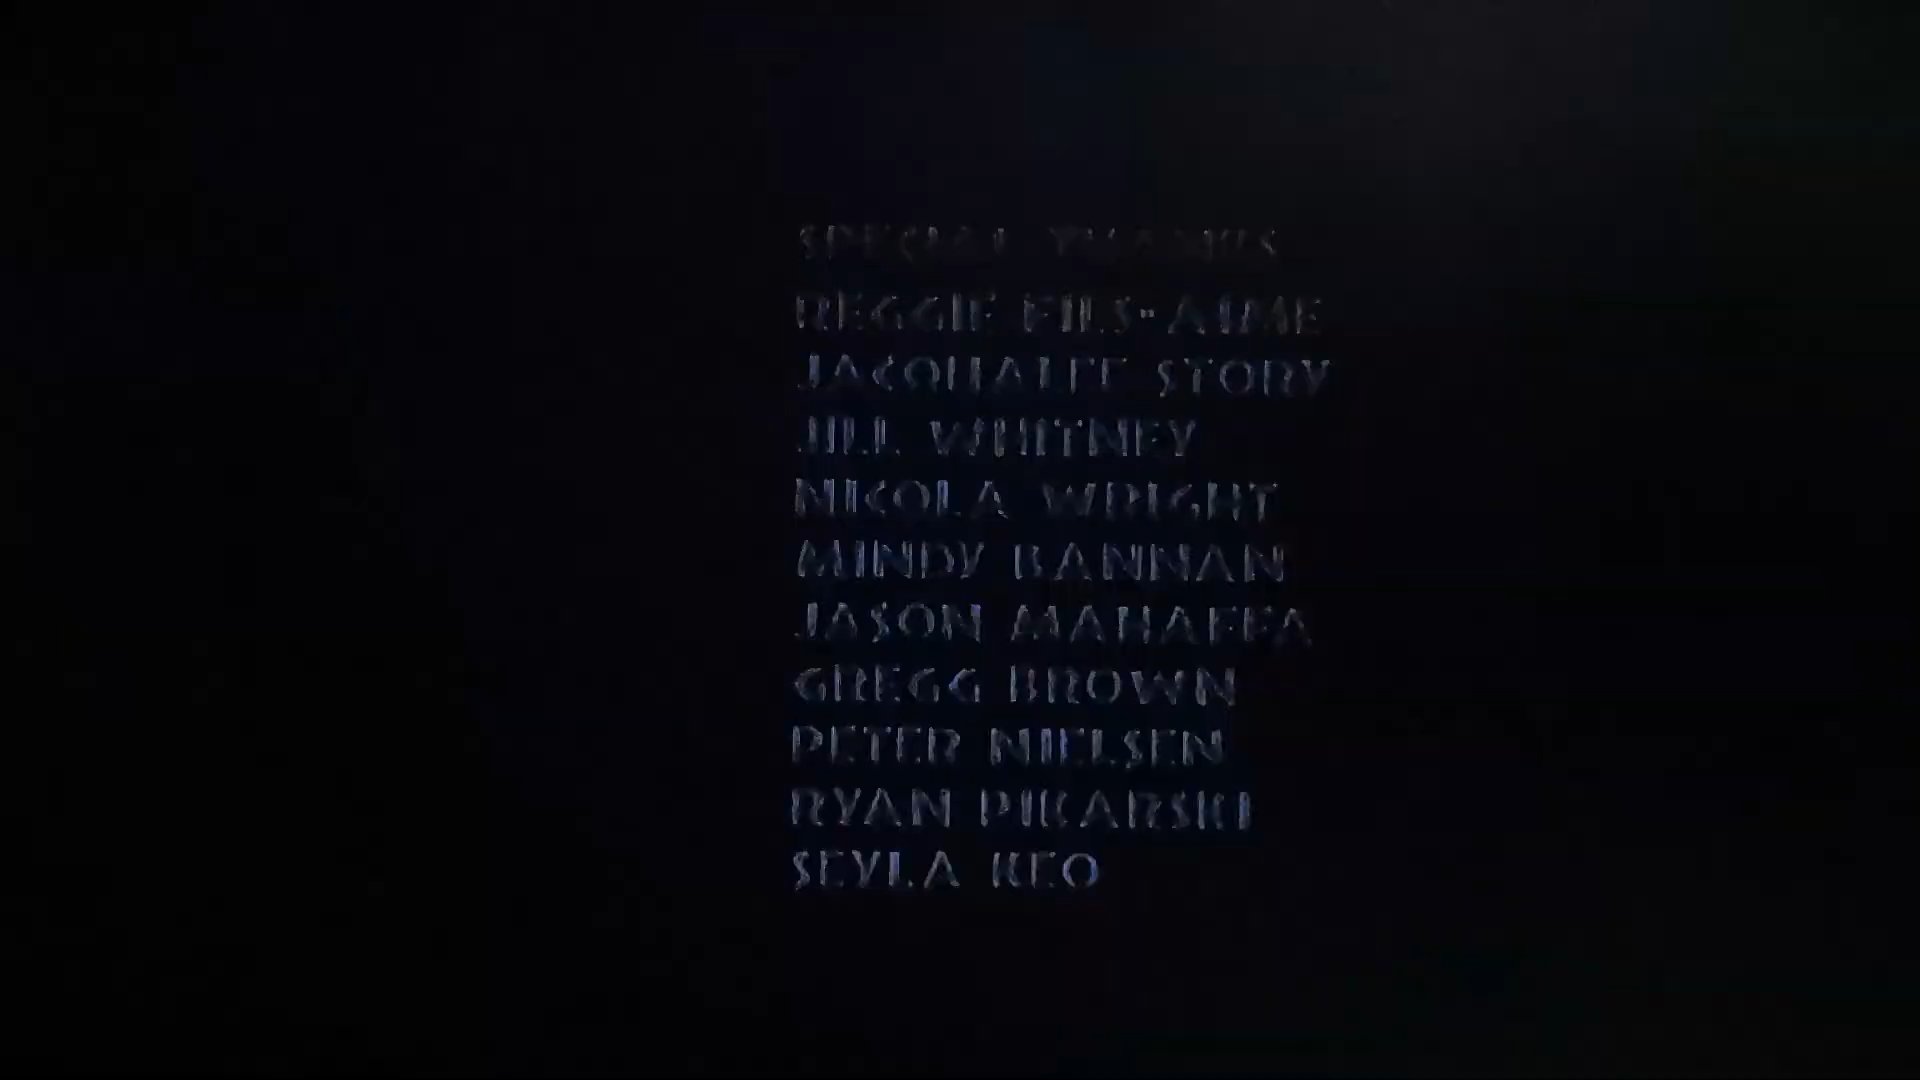 SPECIAL THANKS
REGGIE FILS-AIME
JACQUALEE STORY
JILL WHITNEY
NICOLA WRIGHT
MINDY BANNAN
JASON MAHAFFA
GREGG BROWN
PETER NIELSEN
RYAN PIKARSKI
SEYLA KEO